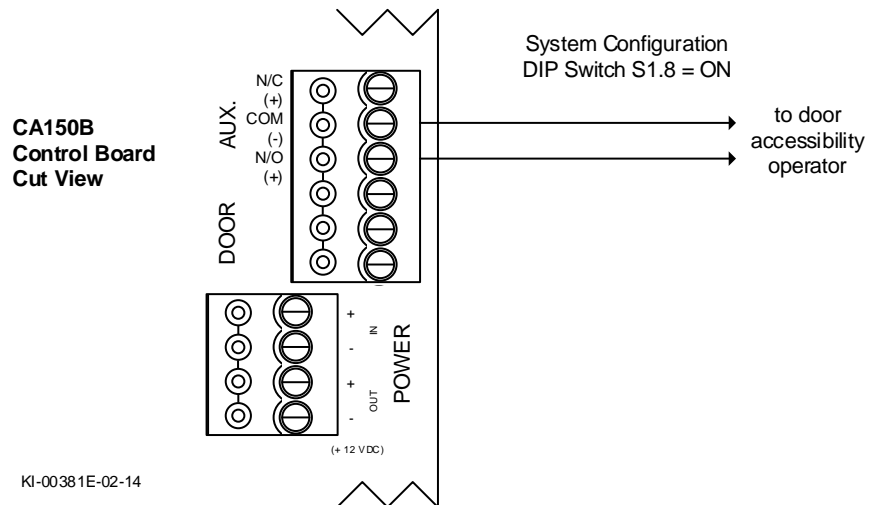 System Configuration
DIP Switch S1.8 = ON
CA150B
Control Board
Cut View
AUX.
N/C
(+)
COM
(-)
N/O
(+)
DOOR
to door
accessibility
operator
+
-
IN
+
-
OUT
POWER
(+ 12 VDC)
KI-00381E-02-14